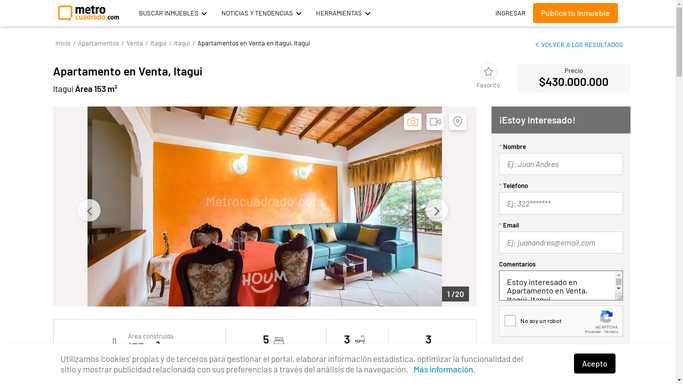 metro
cuadrado.com
BUSCAR INMUEBLES
NOTICIAS Y TENDENCIAS
HERRAMIENTAS
INGRESAR
Publica tu Inmueble
Inicio / Apartamentos / Venta / Itagui / Itagui / Apartamentos en Venta en Itagui, Itagui
VOLVER A LOS RESULTADOS
Apartamento en Venta, Itagui
Itagui Área 153 m²
Favorito
Precio
$430.000.000
Metrocuadrado.com
HOUM
1 / 20
¡Estoy Interesado!
* Nombre
Ej: Juan Andres
* Teléfono
Ej: 322*******
* Email
Ej: juanandres@email.com
Comentarios
Estoy interesado en
Apartamento en Venta,
Itagui, Itagui
No soy un robot
reCAPTCHA
Privacidad - Términos
Área construida
5
3
3
Utilizamos 'cookies' propias y de terceros para gestionar el portal, elaborar información estadística, optimizar la funcionalidad del
sitio y mostrar publicidad relacionada con sus preferencias a través del análisis de la navegación. Más información.
Acepto